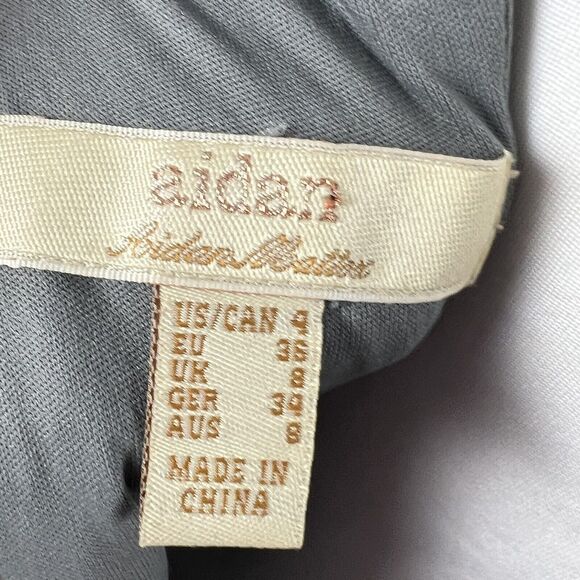 aidan
Aidan Mattox
US/CAN 4
EU 36
UK 8
GER 34
AUS 8
MADE IN
CHINA